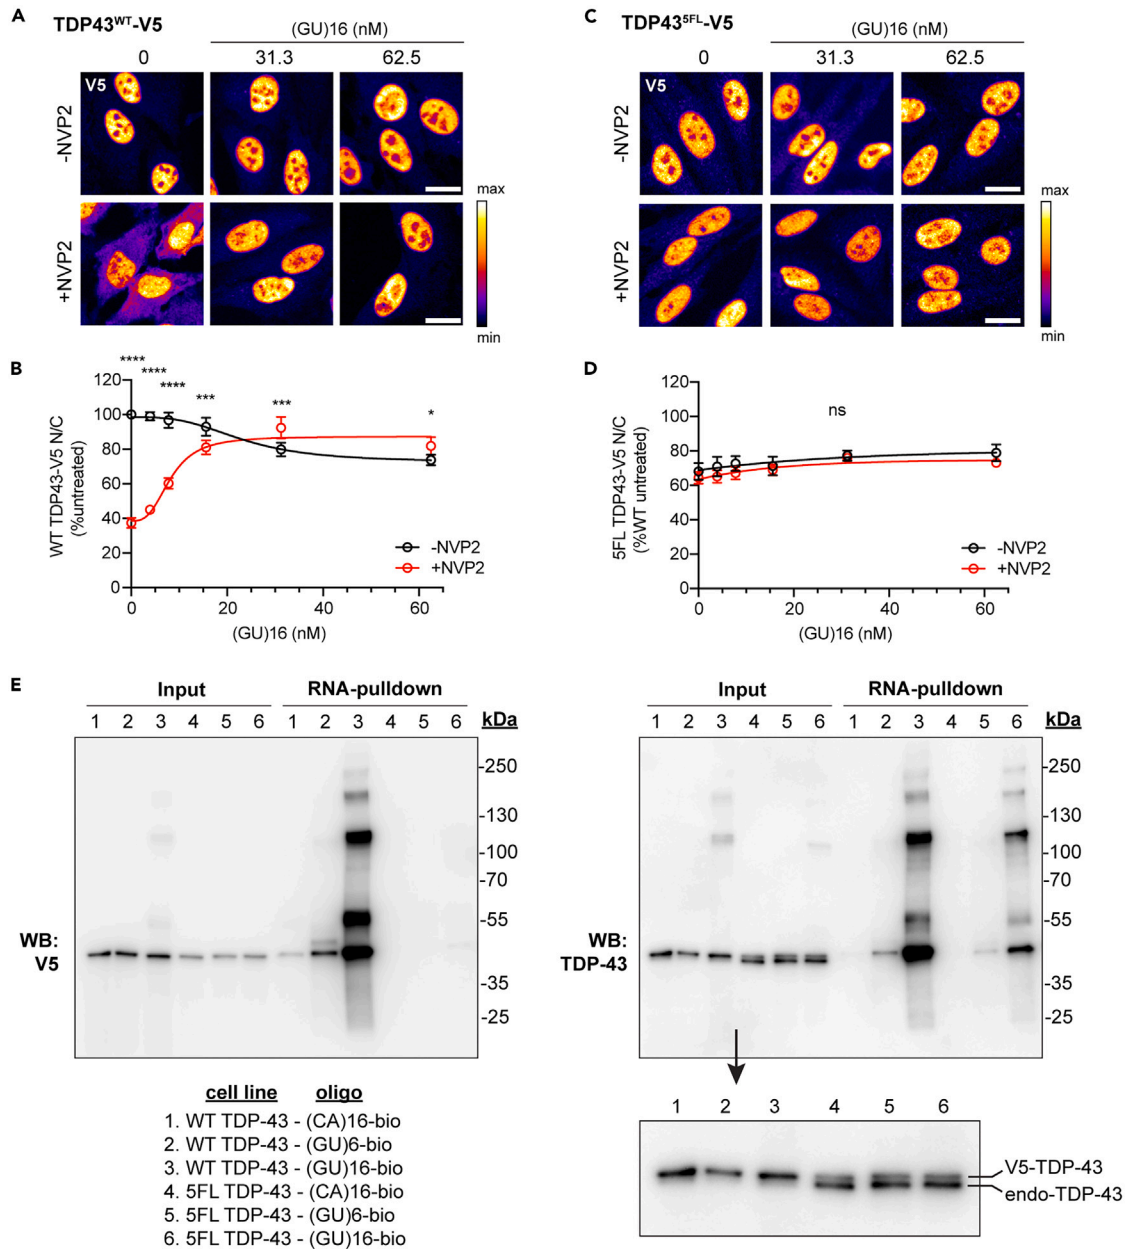 A
TDP43WT-V5
(GU)16 (nM)
0 31.3 62.5
V5
-NVP2
+NVP2
max
min
C
TDP435FL-V5
(GU)16 (nM)
0 31.3 62.5
V5
-NVP2
+NVP2
max
min
B
WT TDP43-V5 N/C
(%untreated)
120
100
80
60
40
20
0
**** **** **** *** *** *
-NVP2
+NVP2
0 20 40 60
(GU)16 (nM)
D
5FL TDP43-V5 N/C
(%WT untreated)
120
100
80
60
40
20
0
ns
-NVP2
+NVP2
0 20 40 60
(GU)16 (nM)
E
Input RNA-pulldown
1 2 3 4 5 6 1 2 3 4 5 6 kDa
-250
-130
-100
-70
-55
-35
-25
WB:
V5
Input RNA-pulldown
1 2 3 4 5 6 1 2 3 4 5 6 kDa
-250
-130
-100
-70
-55
-35
-25
WB:
TDP-43
cell line oligo
1. WT TDP-43 - (CA)16-bio
2. WT TDP-43 - (GU)6-bio
3. WT TDP-43 - (GU)16-bio
4. 5FL TDP-43 - (CA)16-bio
5. 5FL TDP-43 - (GU)6-bio
6. 5FL TDP-43 - (GU)16-bio
1 2 3 4 5 6
V5-TDP-43
endo-TDP-43